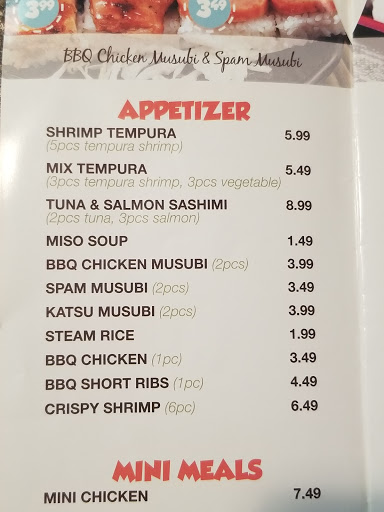 3.99 3.49
BBQ Chicken Musubi & Spam Musubi
APPETIZER
SHRIMP TEMPURA 5.99
(5pcs tempura shrimp)
MIX TEMPURA 5.49
(3pcs tempura shrimp, 3pcs vegetable)
TUNA & SALMON SASHIMI 8.99
(2pcs tuna, 3pcs salmon)
MISO SOUP 1.49
BBQ CHICKEN MUSUBI (2pcs) 3.99
SPAM MUSUBI (2pcs) 3.49
KATSU MUSUBI (2pcs) 3.99
STEAM RICE 1.99
BBQ CHICKEN (1pc) 3.49
BBQ SHORT RIBS (1pc) 4.49
CRISPY SHRIMP (6pc) 6.49
MINI MEALS
MINI CHICKEN 7.49